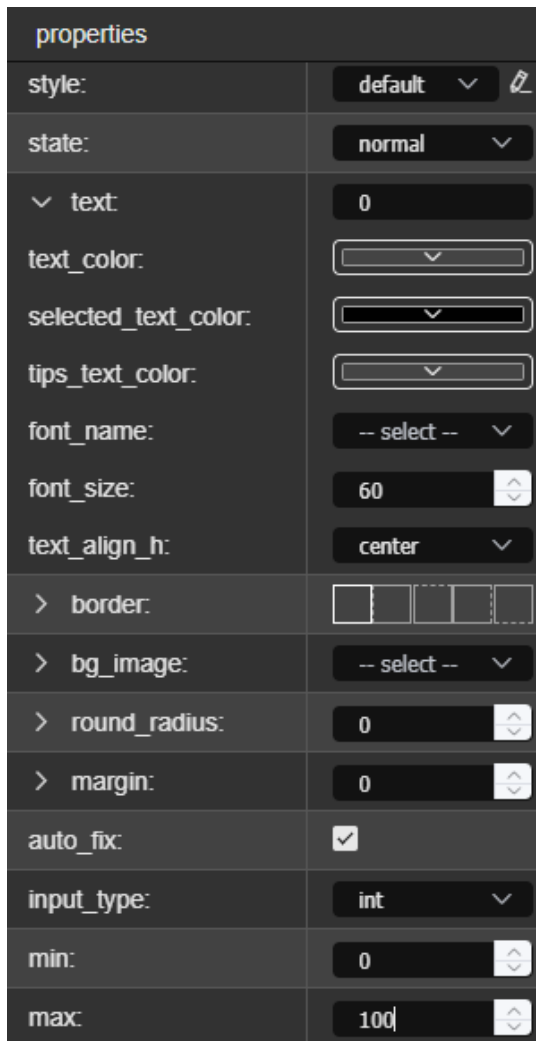 properties
style: default
state: normal
text: 0
text_color:
selected_text_color:
tips_text_color:
font_name: -- select --
font_size: 60
text_align_h: center
border:
bg_image: -- select --
round_radius: 0
margin: 0
auto_fix:
input_type: int
min: 0
max: 100